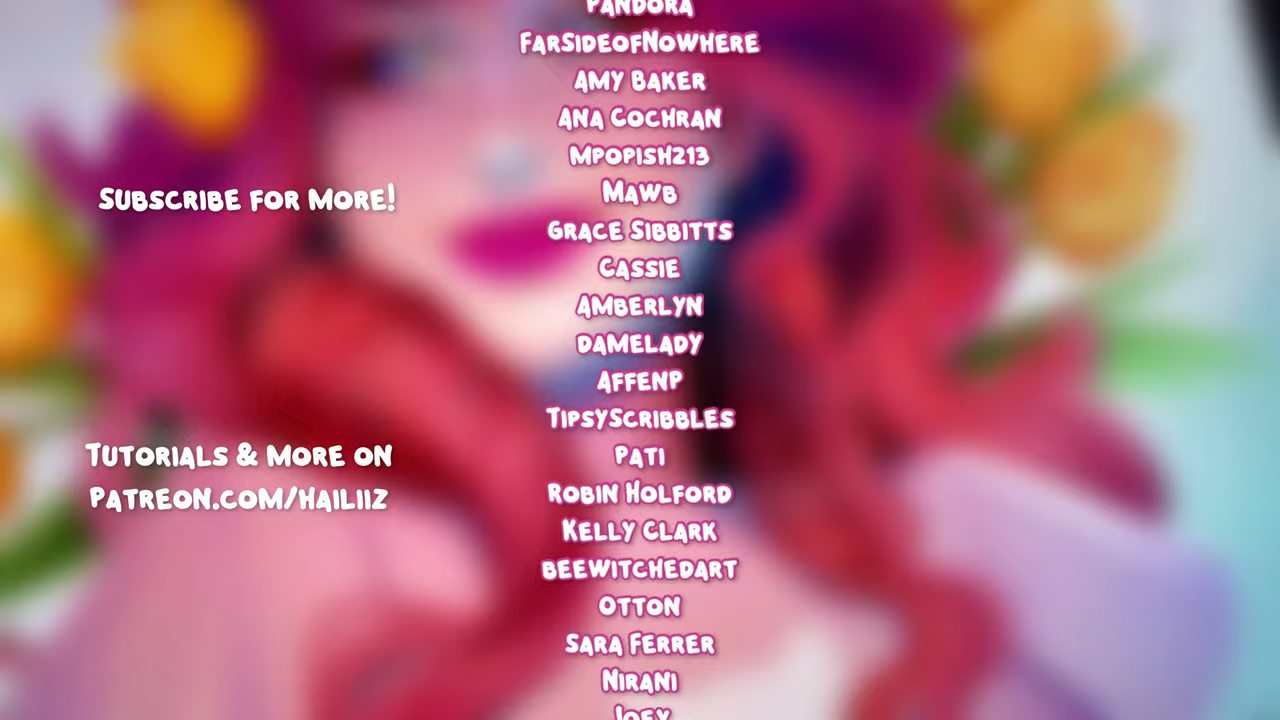 Subscribe for More!
Tutorials & More on
Patreon.com/Hailiiz
Pandora
FarSideofNowhere
Amy Baker
Ana Cochran
Mpopish213
Mawb
Grace Sibbitts
Cassie
Amberlyn
DameLady
Affenp
TipsyScribbles
Pati
Robin Holford
Kelly Clark
beewitchedart
Otton
Sara Ferrer
Nirani
Joey